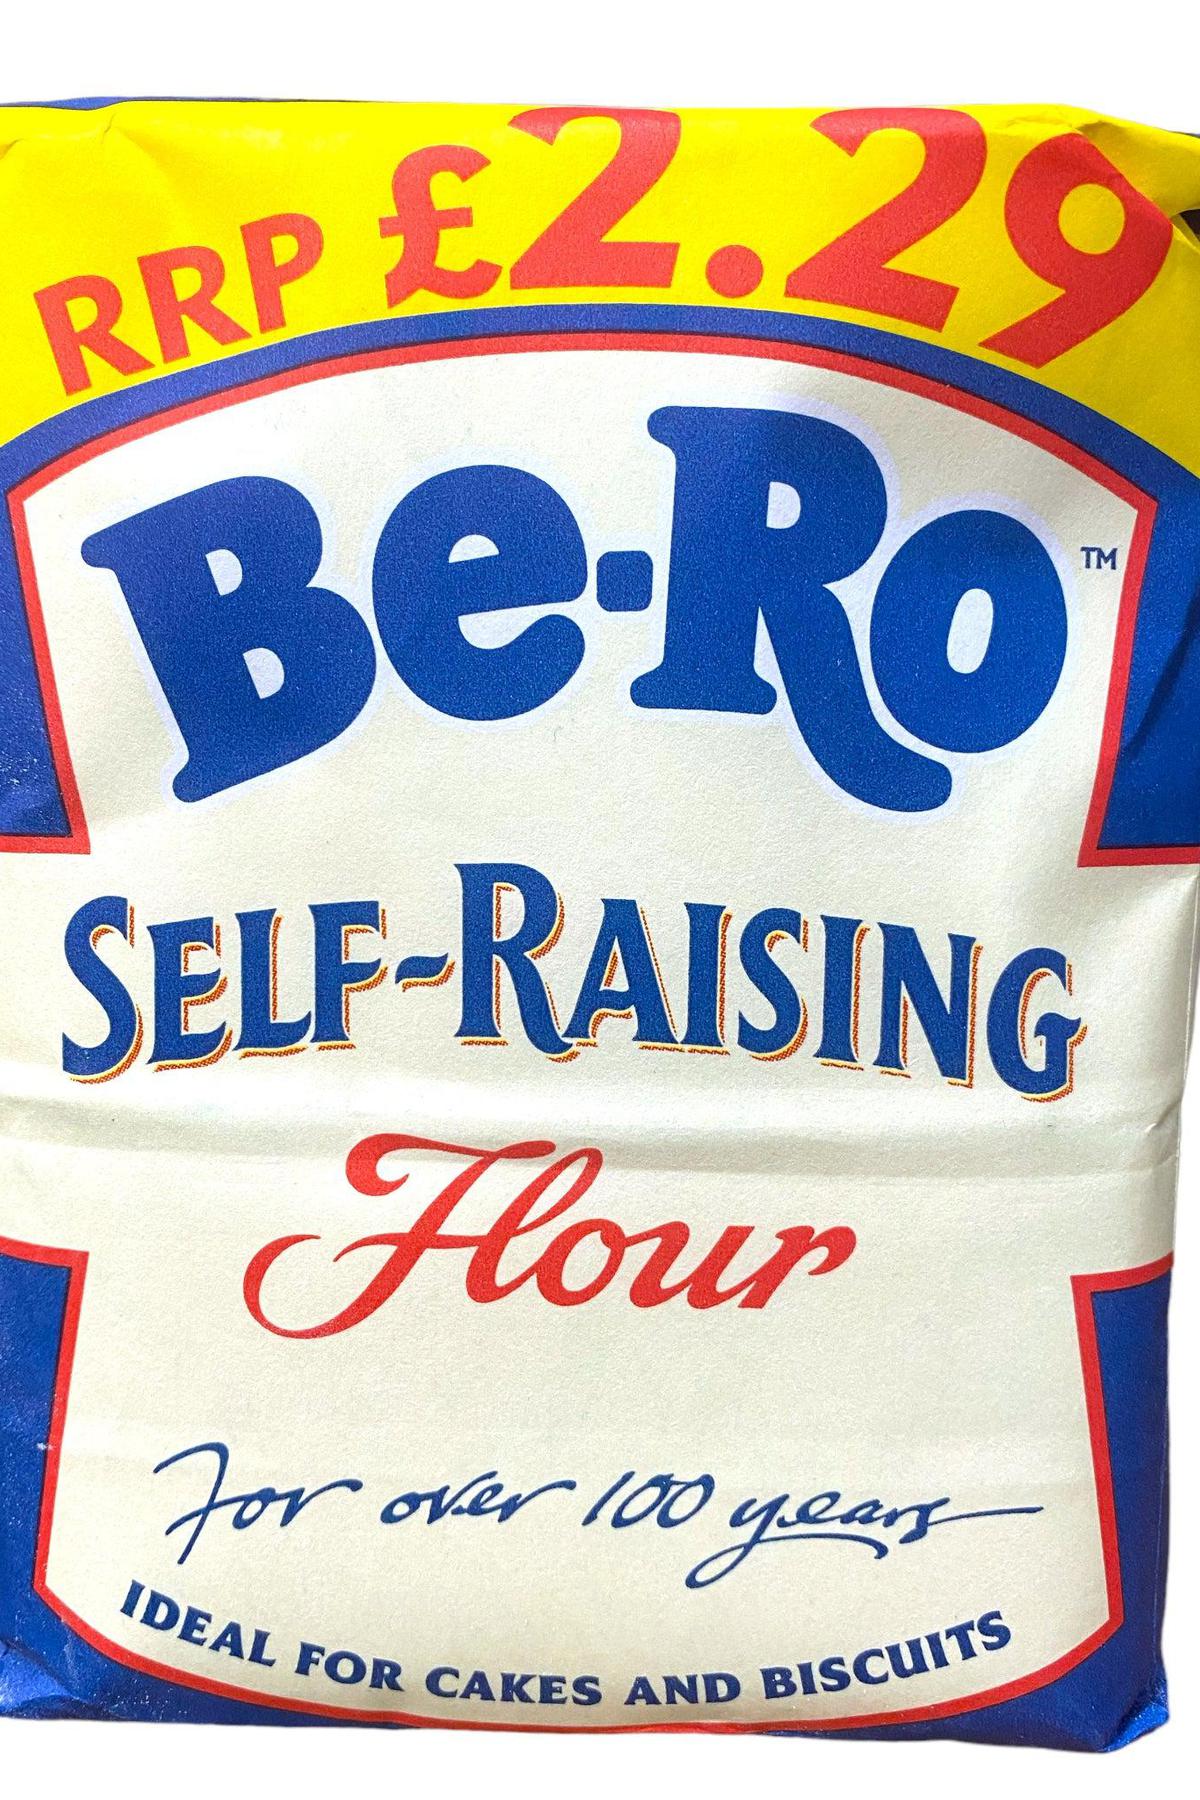 RRP £2.29
Be-Ro™
SELF-RAISING
Flour
For over 100 years
IDEAL FOR CAKES AND BISCUITS